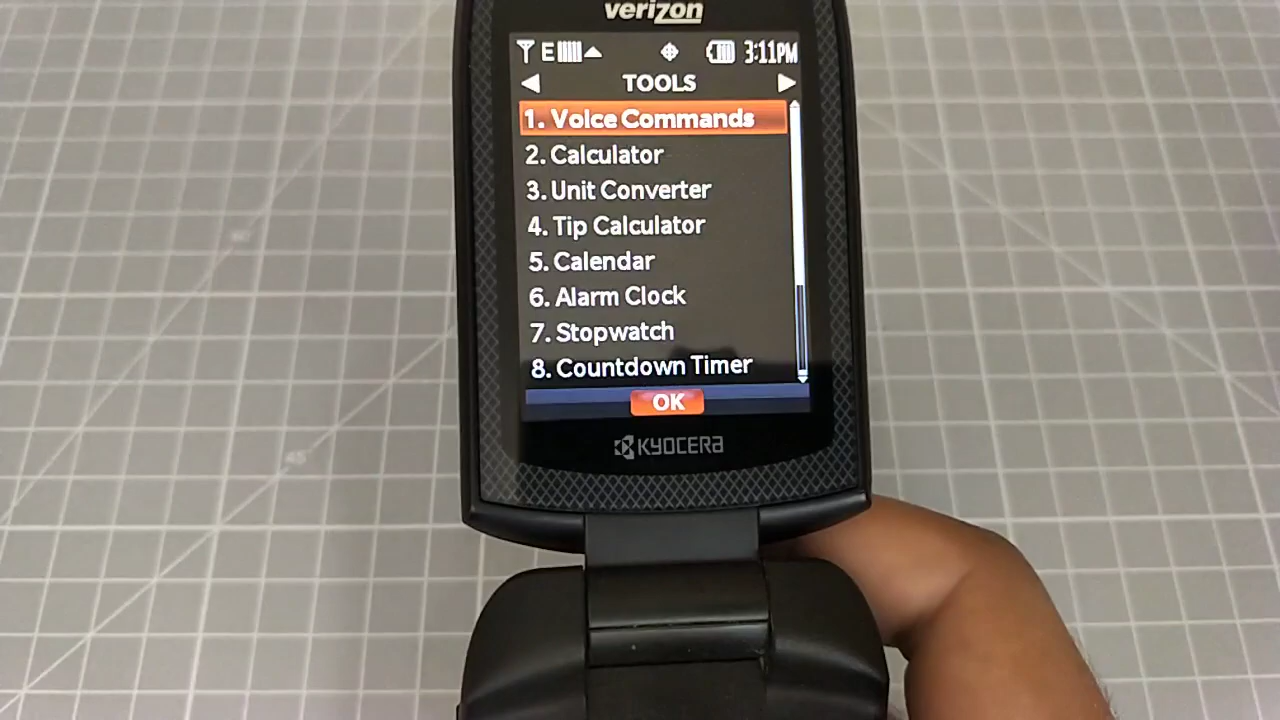 verizon
E 3:11PM
TOOLS
1. Voice Commands
2. Calculator
3. Unit Converter
4. Tip Calculator
5. Calendar
6. Alarm Clock
7. Stopwatch
8. Countdown Timer
OK
KYOCERA